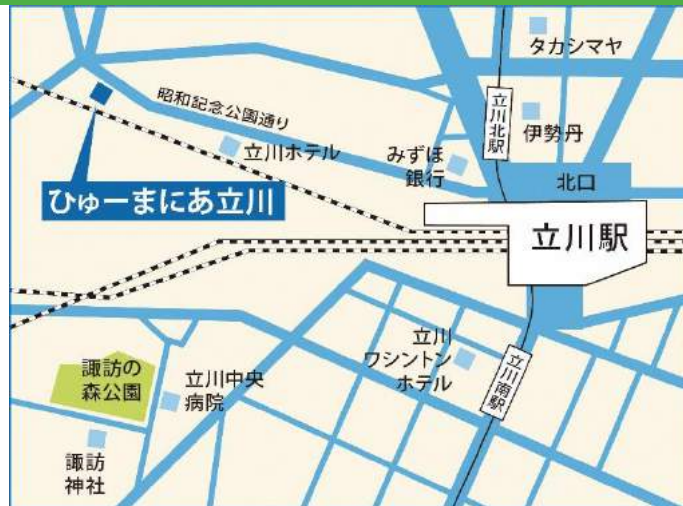 タカシマヤ
昭和記念公園通り
立川北駅
伊勢丹
立川ホテル
みずほ
銀行
北口
ひゅーまにあ立川
立川駅
立川
ワシントン
ホテル
立川南駅
諏訪の
森公園
立川中央
病院
諏訪
神社